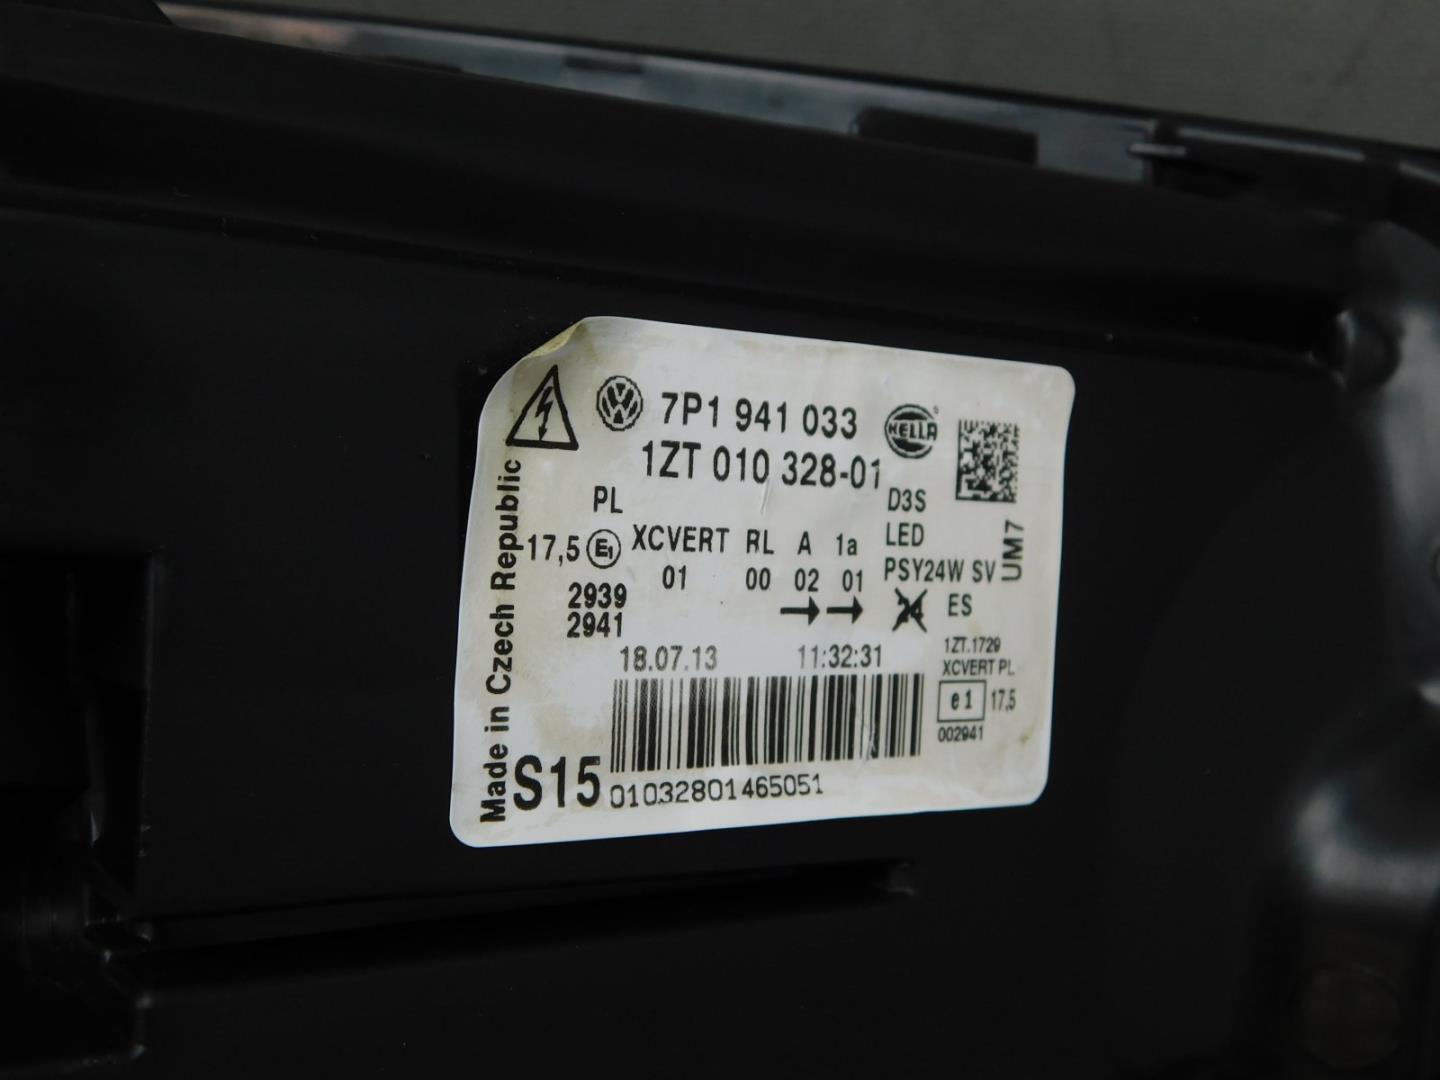 7P1 941 033
HELLA
1ZT 010 328-01
PL
D3S
17,5 E1 XCVERT RL A 1a LED
01 00 02 01 PSY24W SV
2939
2941
24 ES
UM7
18.07.13 11:32:31
1ZT.1729
XCVERT PL
e1 17,5
002941
Made in Czech Republic
S15
01032801465051